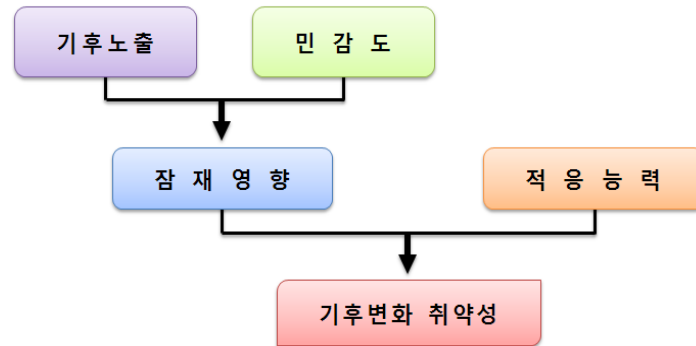 기후노출
민 감 도
잠 재 영 향
적 응 능 력
기후변화 취약성